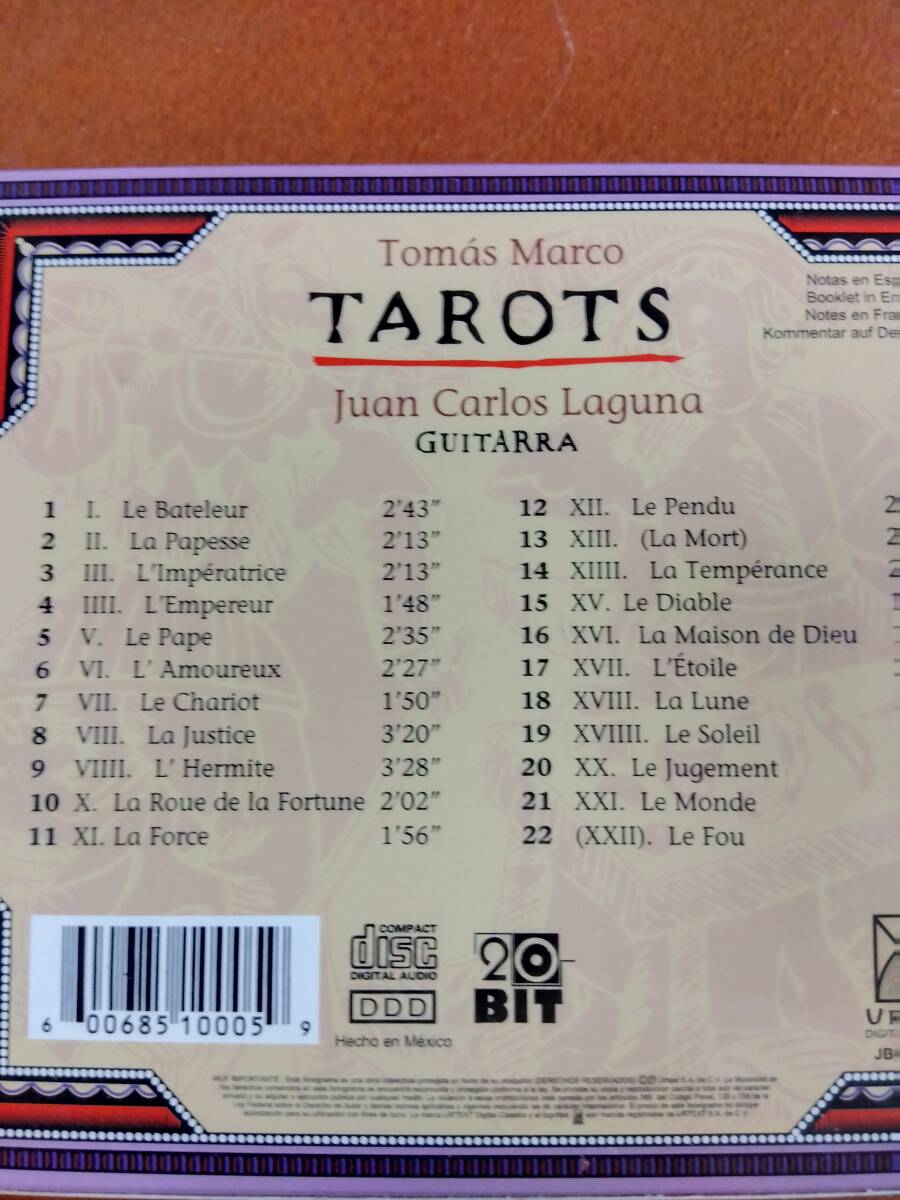 Tomás Marco
TAROTS
Juan Carlos Laguna
GUITARRA
Notas en Esp
Booklet in En
Notes en Fra
Kommentar auf De
1 I. Le Bateleur 2'43"
2 II. La Papesse 2'13"
3 III. L'Impératrice 2'13"
4 IIII. L'Empereur 1'48"
5 V. Le Pape 2'35"
6 VI. L' Amoureux 2'27"
7 VII. Le Chariot 1'50"
8 VIII. La Justice 3'20"
9 VIIII. L' Hermite 3'28"
10 X. La Roue de la Fortune 2'02"
11 XI. La Force 1'56"
12 XII. Le Pendu
13 XIII. (La Mort)
14 XIIII. La Tempérance
15 XV. Le Diable
16 XVI. La Maison de Dieu
17 XVII. L'Étoile
18 XVIII. La Lune
19 XVIIII. Le Soleil
20 XX. Le Jugement
21 XXI. Le Monde
22 (XXII). Le Fou
6 00685 10005 9
COMPACT
disc
DIGITAL AUDIO
DDD
Hecho en México
20
BIT
DIGIT
JB